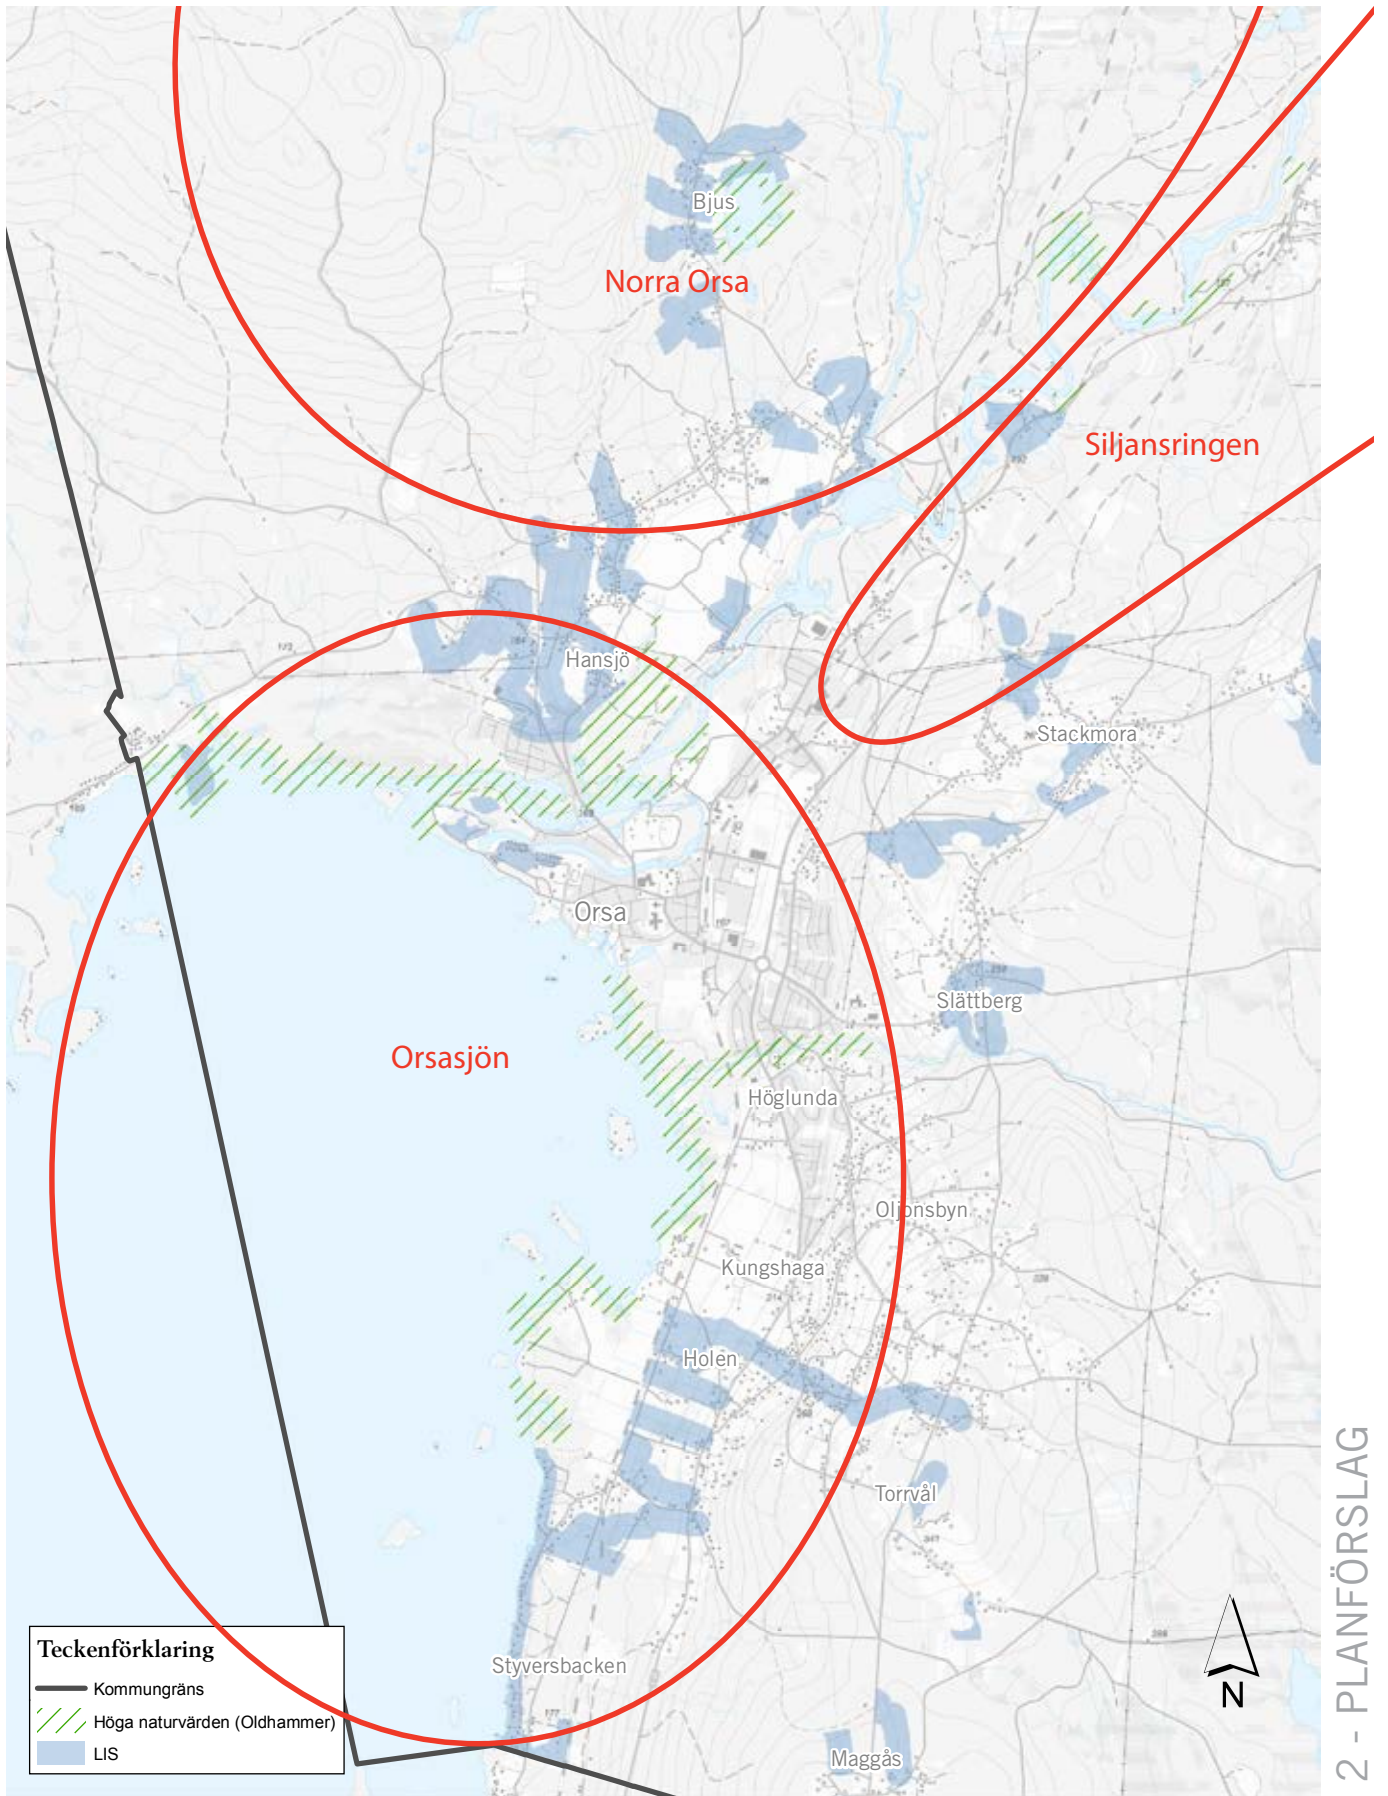 Bjus
Norra Orsa
Siljansringen
Hansjö
Stackmora
Orsa
Slättberg
Orsasjön
Höglunda
Oljonsbyn
Kungshaga
Holen
Torrvål
Styversbacken
Maggås
Teckenförklaring
Kommungräns
Höga naturvärden (Oldhammer)
LIS
N
2 - PLANFÖRSLAG